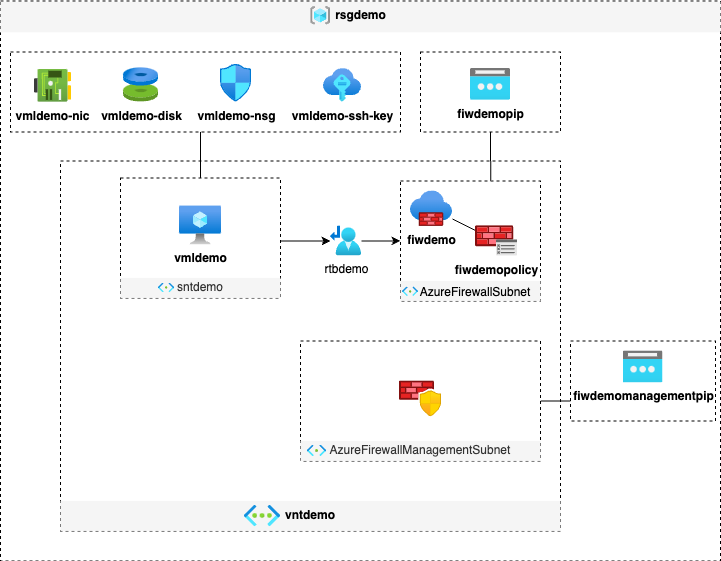 rsgdemo
vmldemo-nic
vmldemo-disk
vmldemo-nsg
vmldemo-ssh-key
fiwdemopip
vmldemo
sntdemo
rtbdemo
fiwdemo
fiwdemopolicy
AzureFirewallSubnet
fiwdemomanagementpip
AzureFirewallManagementSubnet
vntdemo